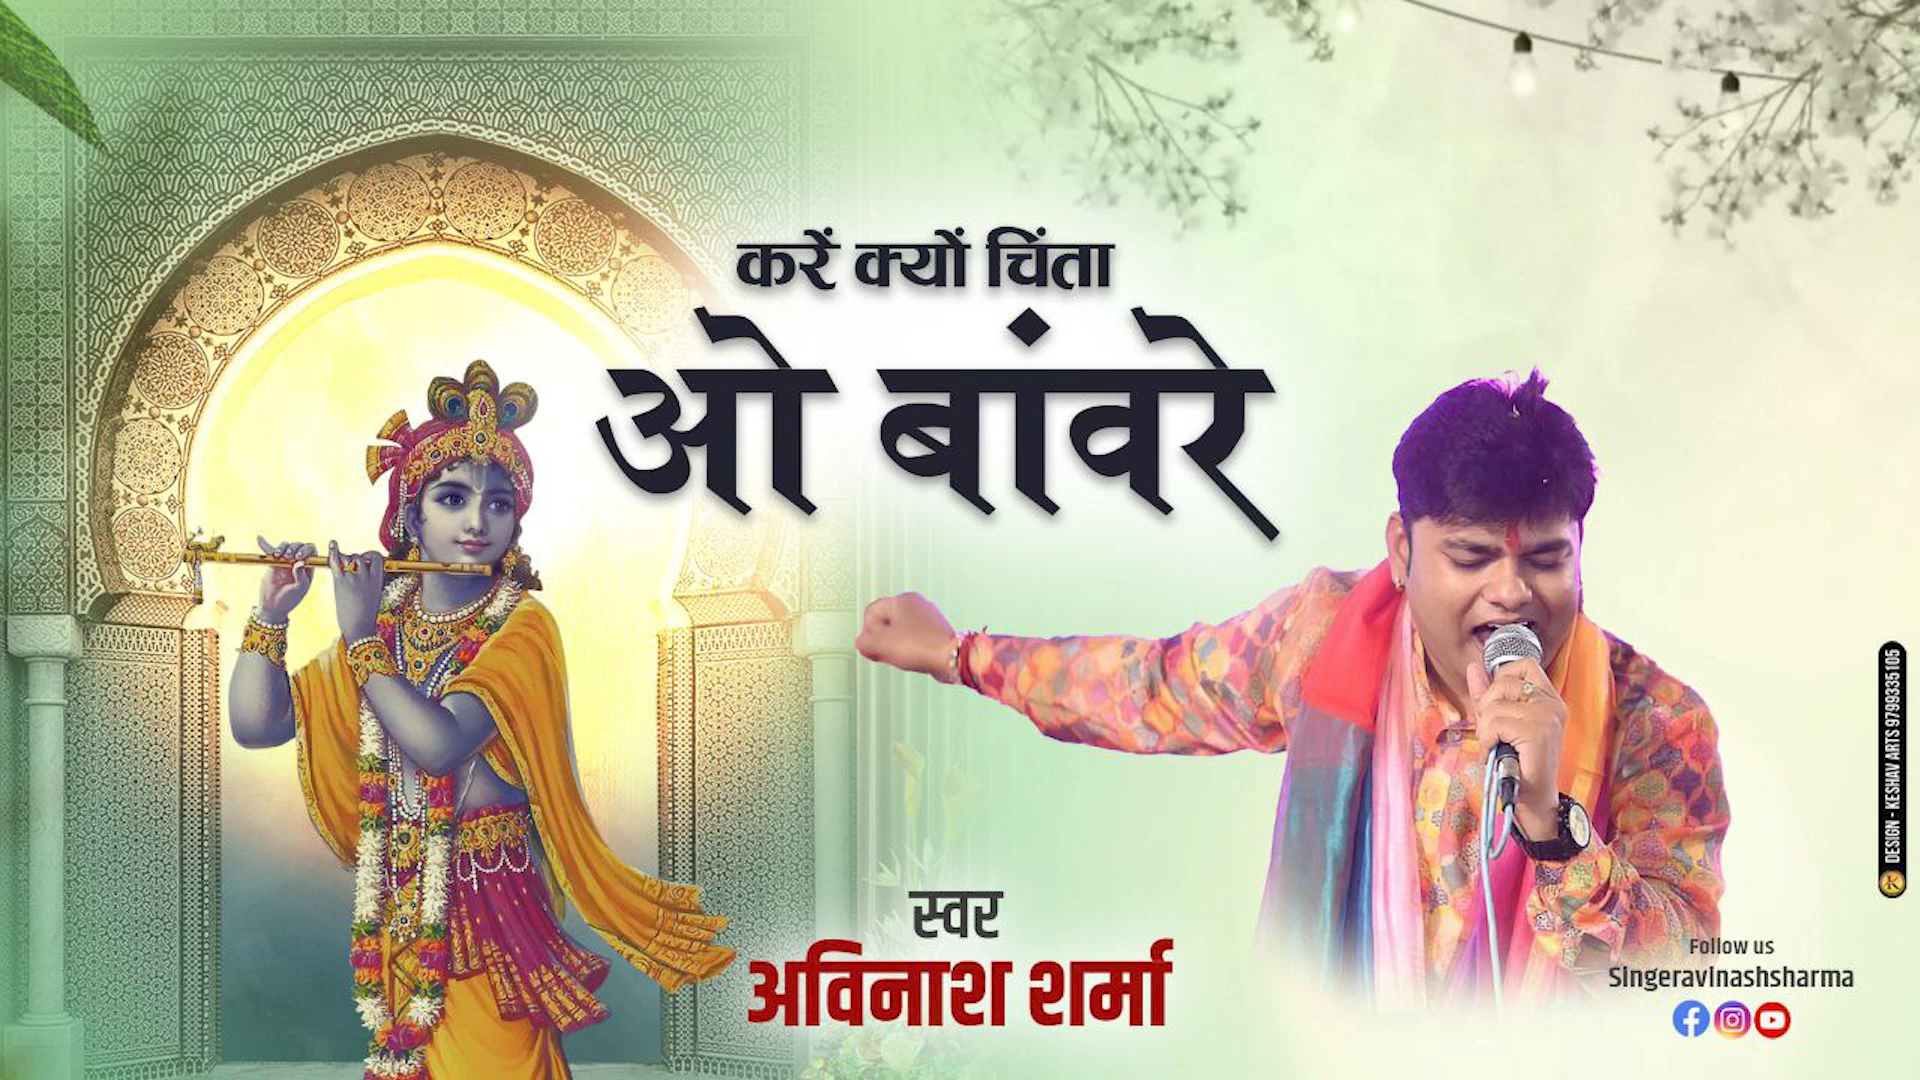 करें क्यों चिंता
ओ बांवरे
स्वर
अविनाश शर्मा
Follow us
Singeravinashsharma
DESIGN - KESHAV ARTS 9799335105